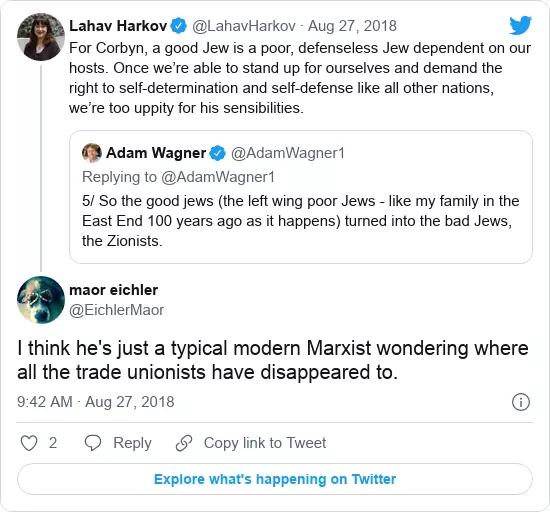 Lahav Harkov @LahavHarkov · Aug 27, 2018
For Corbyn, a good Jew is a poor, defenseless Jew dependent on our
hosts. Once we’re able to stand up for ourselves and demand the
right to self-determination and self-defense like all other nations,
we’re too uppity for his sensibilities.
Adam Wagner @AdamWagner1
Replying to @AdamWagner1
5/ So the good jews (the left wing poor Jews - like my family in the
East End 100 years ago as it happens) turned into the bad Jews,
the Zionists.
maor eichler
@EichlerMaor
I think he's just a typical modern Marxist wondering where
all the trade unionists have disappeared to.
9:42 AM · Aug 27, 2018
2 Reply Copy link to Tweet
Explore what's happening on Twitter